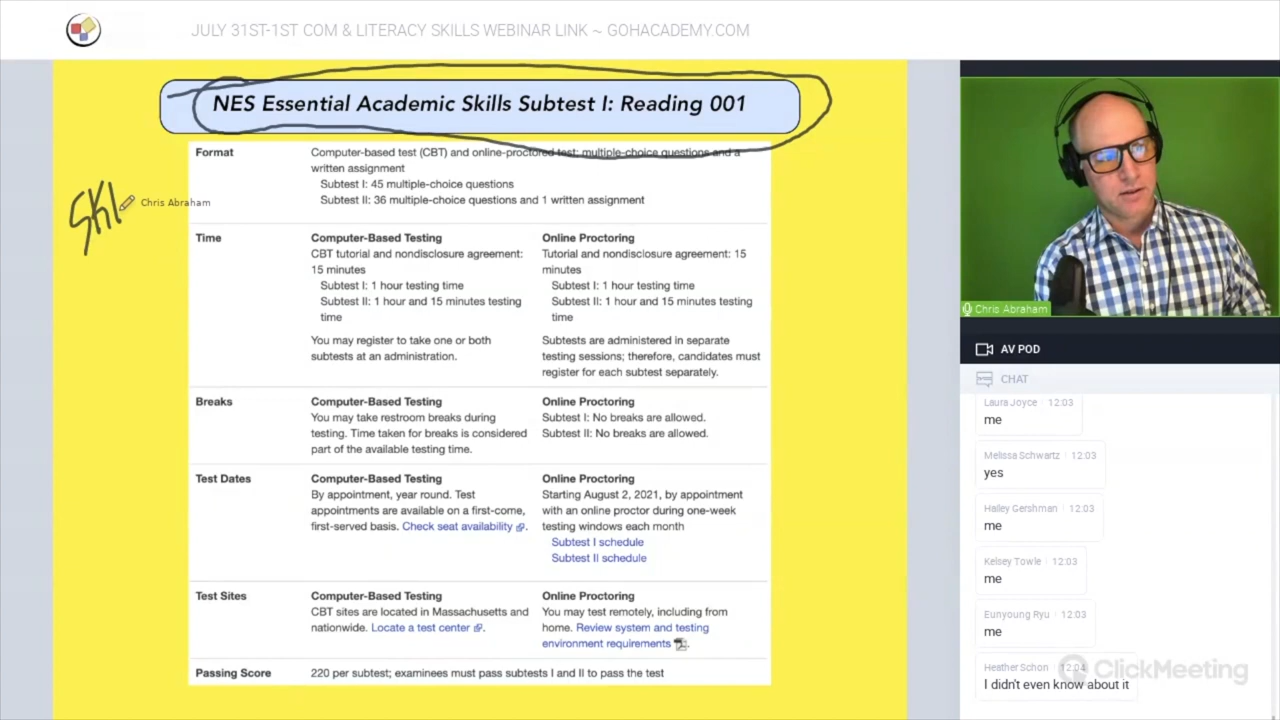 JULY 31ST-1ST COM & LITERACY SKILLS WEBINAR LINK ~ GOHACADEMY.COM
NES Essential Academic Skills Subtest I: Reading 001
SKI
Chris Abraham
Format
Computer-based test (CBT) and online-proctored test; multiple-choice questions and a
written assignment
Subtest I: 45 multiple-choice questions
Subtest II: 36 multiple-choice questions and 1 written assignment
Time
Computer-Based Testing
CBT tutorial and nondisclosure agreement:
15 minutes
Subtest I: 1 hour testing time
Subtest II: 1 hour and 15 minutes testing
time
You may register to take one or both
subtests at an administration.
Online Proctoring
Tutorial and nondisclosure agreement: 15
minutes
Subtest I: 1 hour testing time
Subtest II: 1 hour and 15 minutes testing
time
Subtests are administered in separate
testing sessions; therefore, candidates must
register for each subtest separately.
Breaks
Computer-Based Testing
You may take restroom breaks during
testing. Time taken for breaks is considered
part of the available testing time.
Online Proctoring
Subtest I: No breaks are allowed.
Subtest II: No breaks are allowed.
Test Dates
Computer-Based Testing
By appointment, year round. Test
appointments are available on a first-come,
first-served basis. Check seat availability.
Online Proctoring
Starting August 2, 2021, by appointment
with an online proctor during one-week
testing windows each month
Subtest I schedule
Subtest II schedule
Test Sites
Computer-Based Testing
CBT sites are located in Massachusetts and
nationwide. Locate a test center.
Online Proctoring
You may test remotely, including from
home. Review system and testing
environment requirements.
Passing Score
220 per subtest; examinees must pass subtests I and II to pass the test
Chris Abraham
AV POD
CHAT
Laura Joyce 12:03
me
Melissa Schwartz 12:03
yes
Hailey Gershman 12:03
me
Kelsey Towle 12:03
me
Eunyoung Ryu 12:03
me
Heather Schon 12:04
I didn't even know about it
ClickMeeting